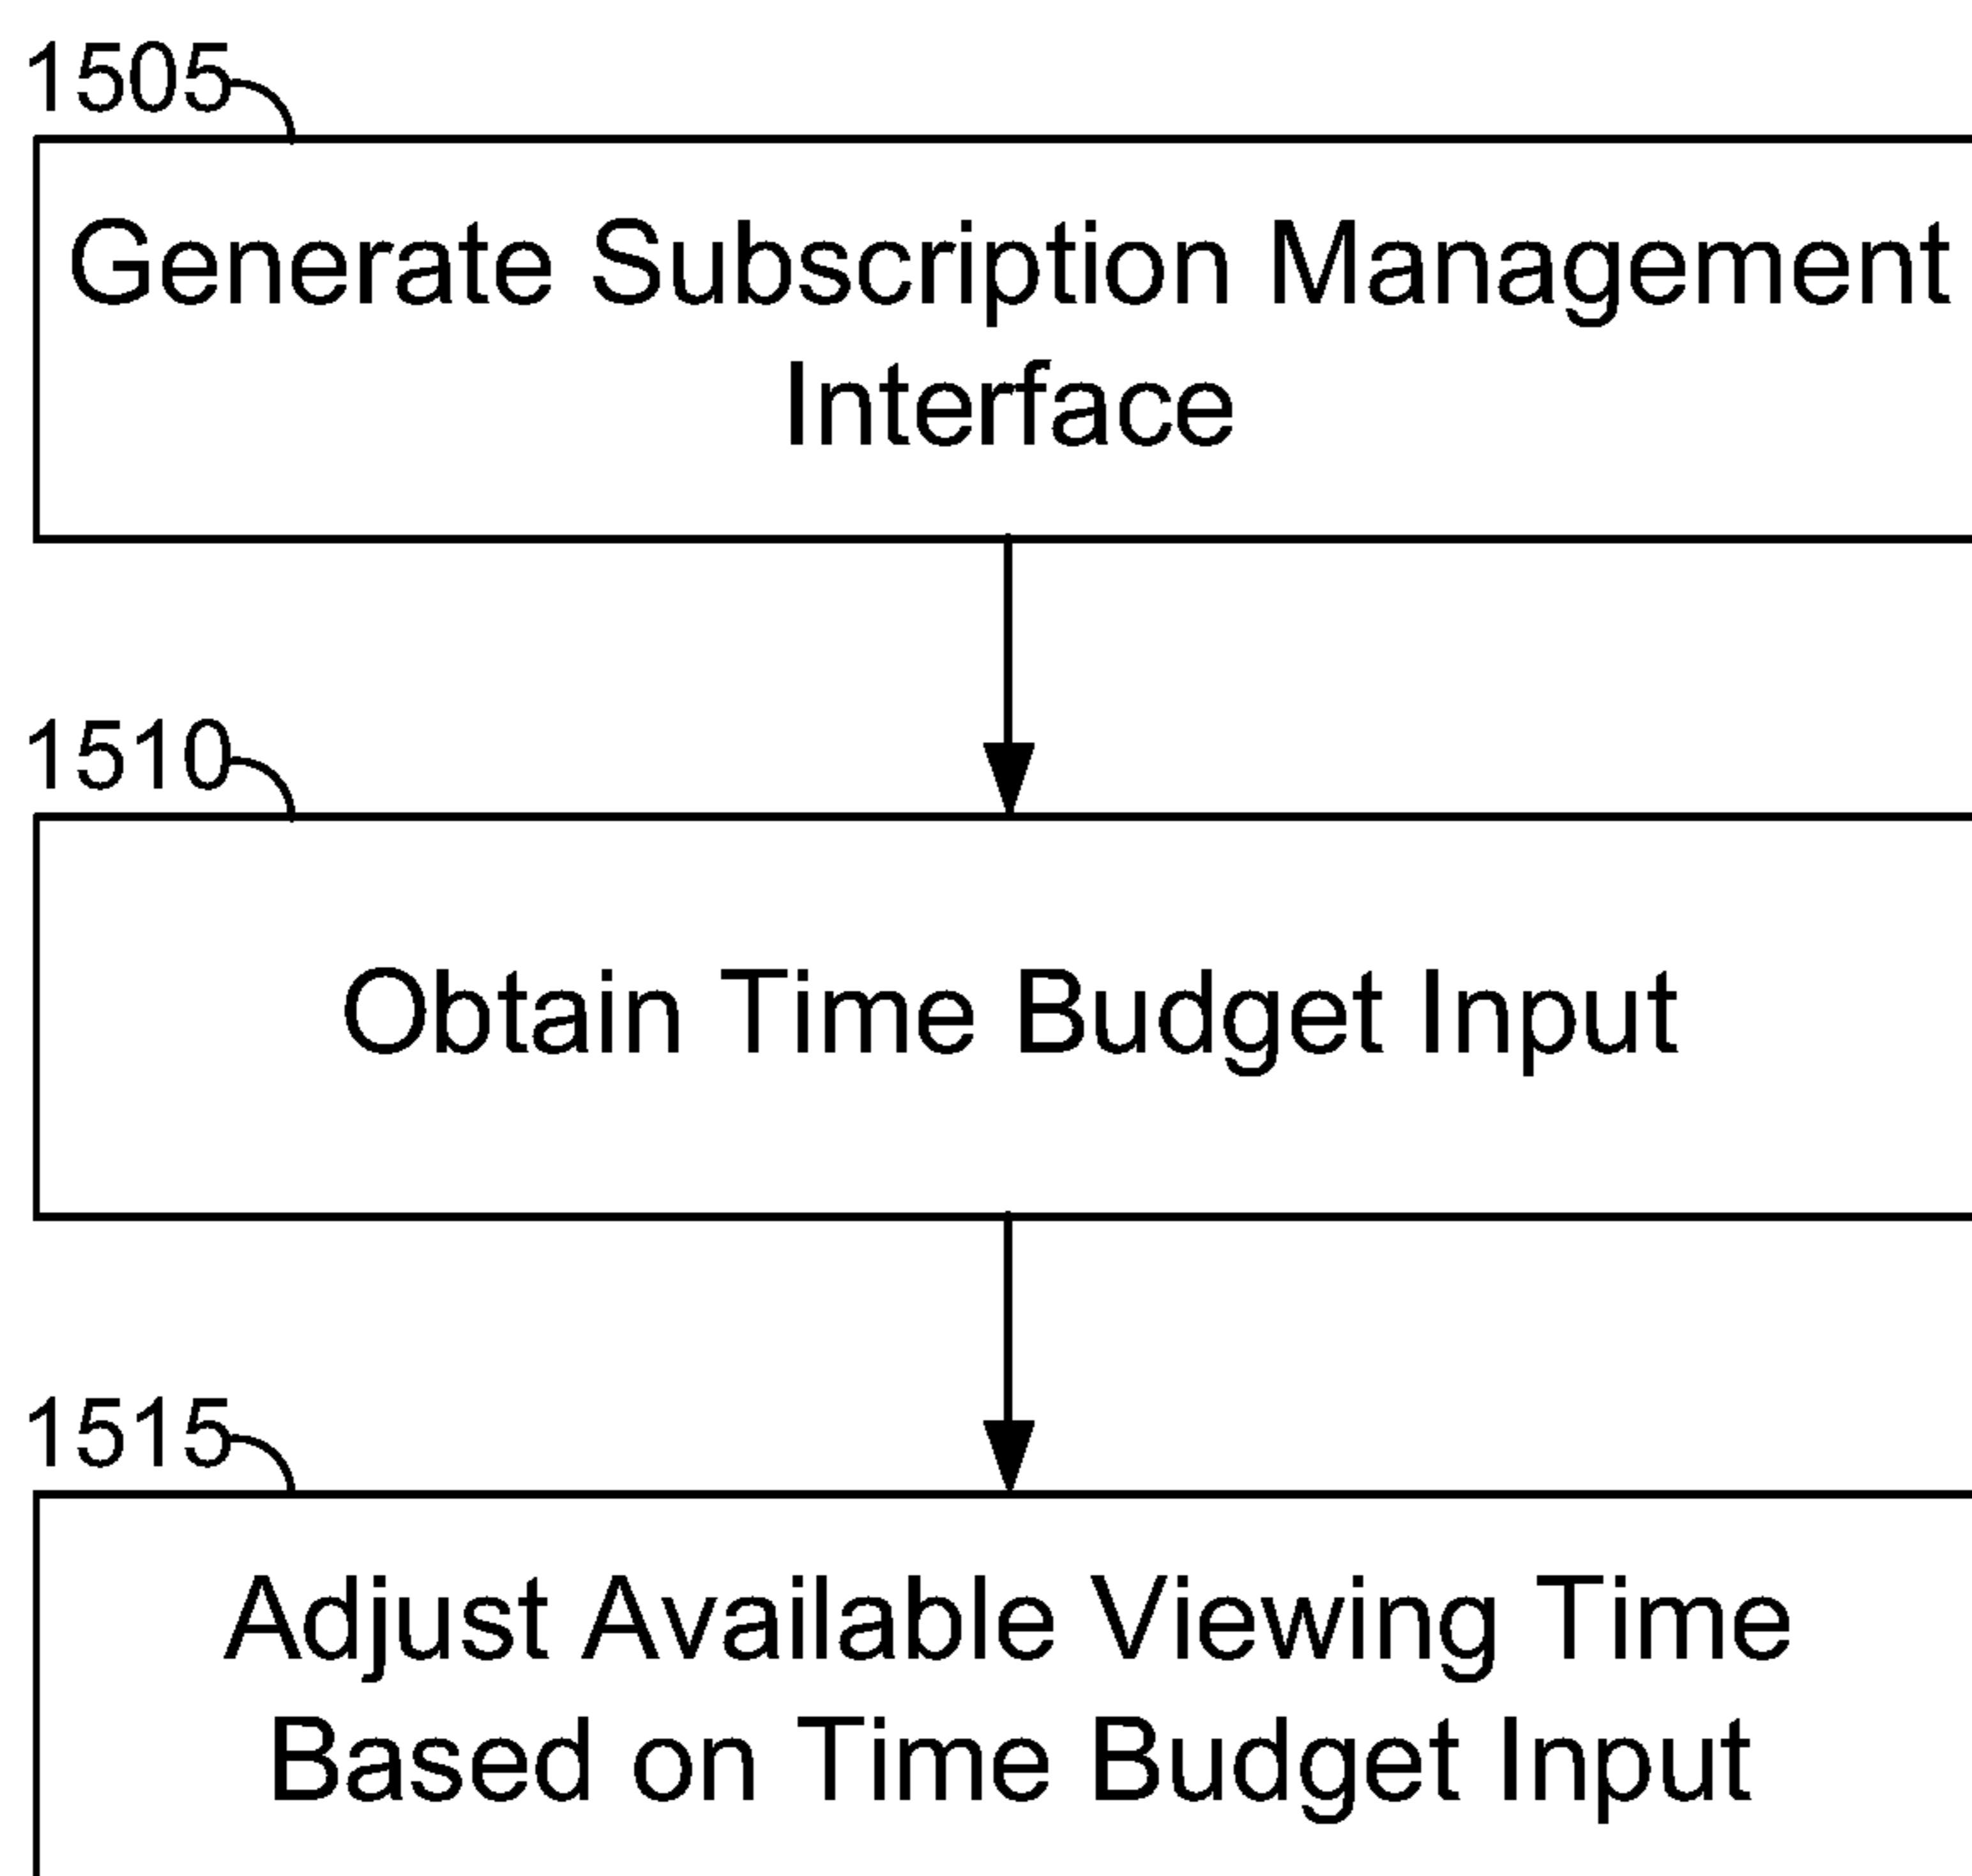 1505
Generate Subscription Management
Interface
1510
Obtain Time Budget Input
1515
Adjust Available Viewing Time
Based on Time Budget Input